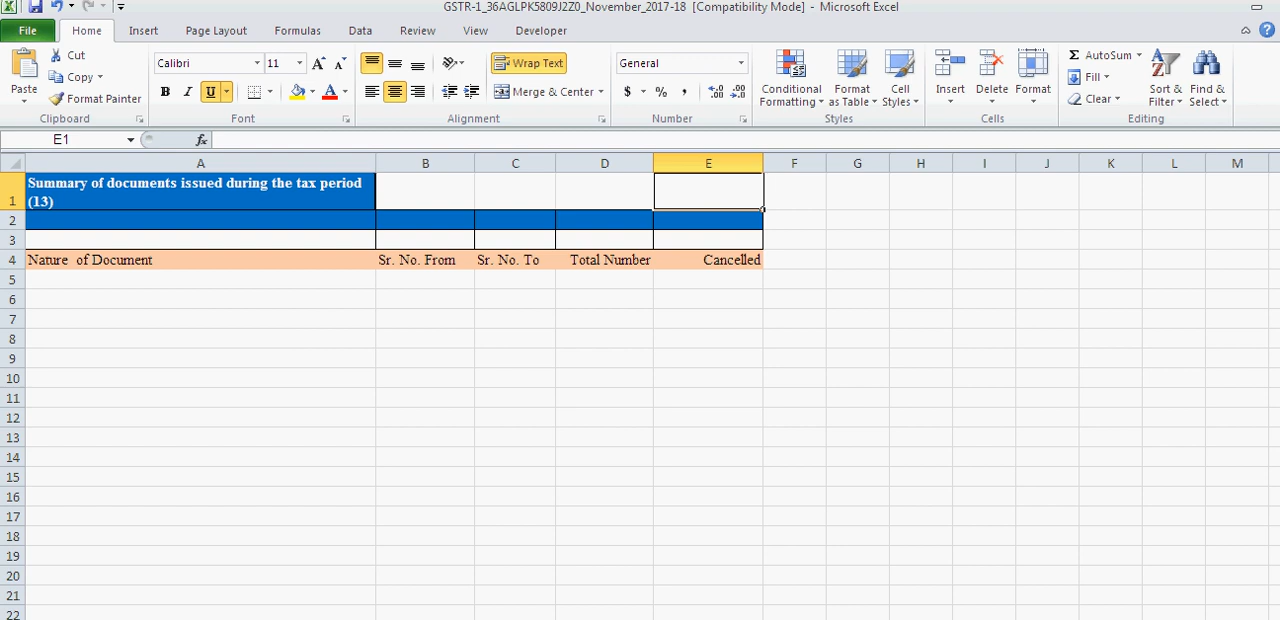 GSTR-1_36AGLPK5809J2Z0_November_2017-18 [Compatibility Mode] - Microsoft Excel
File Home Insert Page Layout Formulas Data Review View Developer
Cut
Copy
Format Painter
Paste
Clipboard
Calibri 11
B I U A
Font
Wrap Text
Merge & Center
Alignment
General
$ % ,
Number
Conditional Formatting
Format as Table
Cell Styles
Styles
Insert Delete Format
Cells
Σ AutoSum
Fill
Clear
Sort & Filter
Find & Select
Editing
E1 fx
A B C D E F G H I J K L M
1 Summary of documents issued during the tax period (13)
2
3
4 Nature of Document Sr. No. From Sr. No. To Total Number Cancelled
5
6
7
8
9
10
11
12
13
14
15
16
17
18
19
20
21
22